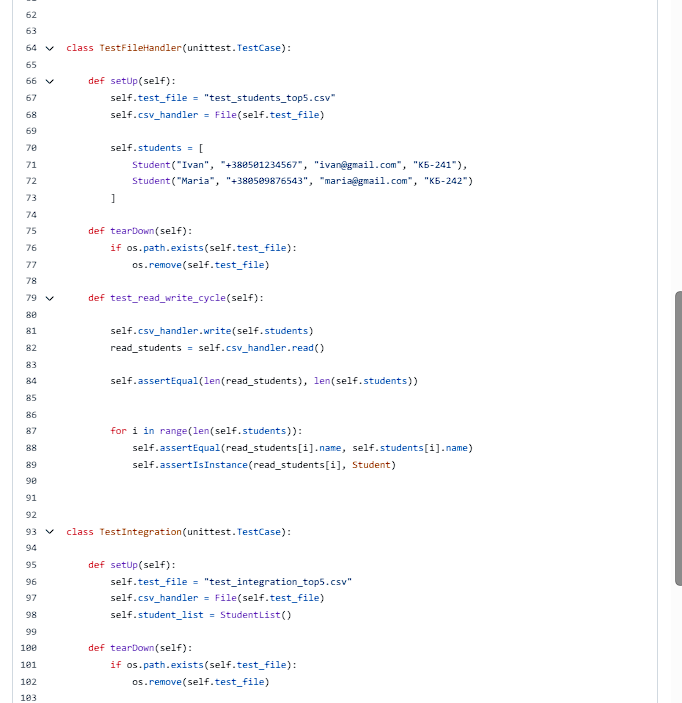 62
63
64 class TestFileHandler(unittest.TestCase):
65
66 def setUp(self):
67 self.test_file = "test_students_top5.csv"
68 self.csv_handler = File(self.test_file)
69
70 self.students = [
71 Student("Ivan", "+380501234567", "ivan@gmail.com", "КБ-241"),
72 Student("Maria", "+380509876543", "maria@gmail.com", "КБ-242")
73 ]
74
75 def tearDown(self):
76 if os.path.exists(self.test_file):
77 os.remove(self.test_file)
78
79 def test_read_write_cycle(self):
80
81 self.csv_handler.write(self.students)
82 read_students = self.csv_handler.read()
83
84 self.assertEqual(len(read_students), len(self.students))
85
86
87 for i in range(len(self.students)):
88 self.assertEqual(read_students[i].name, self.students[i].name)
89 self.assertIsInstance(read_students[i], Student)
90
91
92
93 class TestIntegration(unittest.TestCase):
94
95 def setUp(self):
96 self.test_file = "test_integration_top5.csv"
97 self.csv_handler = File(self.test_file)
98 self.student_list = StudentList()
99
100 def tearDown(self):
101 if os.path.exists(self.test_file):
102 os.remove(self.test_file)
103